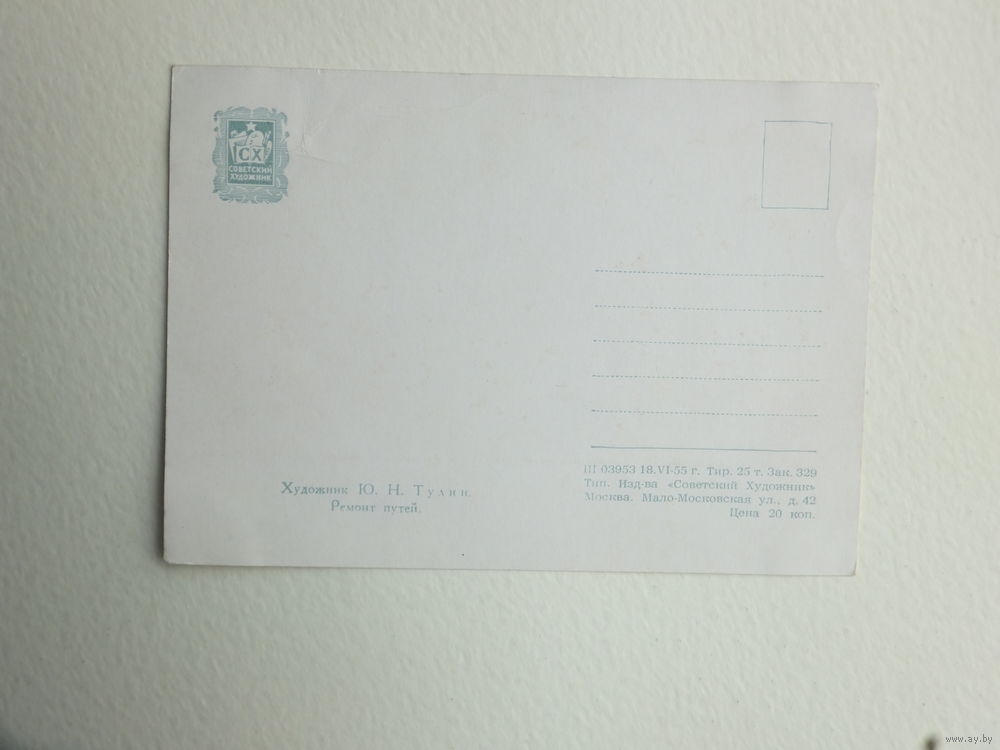 СХ
СОВЕТСКИЙ
ХУДОЖНИК
Художник Ю. Н. Тулин.
Ремонт путей.
Ш 03953 18.VI-55 г. Тир. 25 т. Зак. 329
Тип. Изд-ва «Советский Художник»
Москва. Мало-Московская ул., д. 42
Цена 20 коп.
www.ay.by